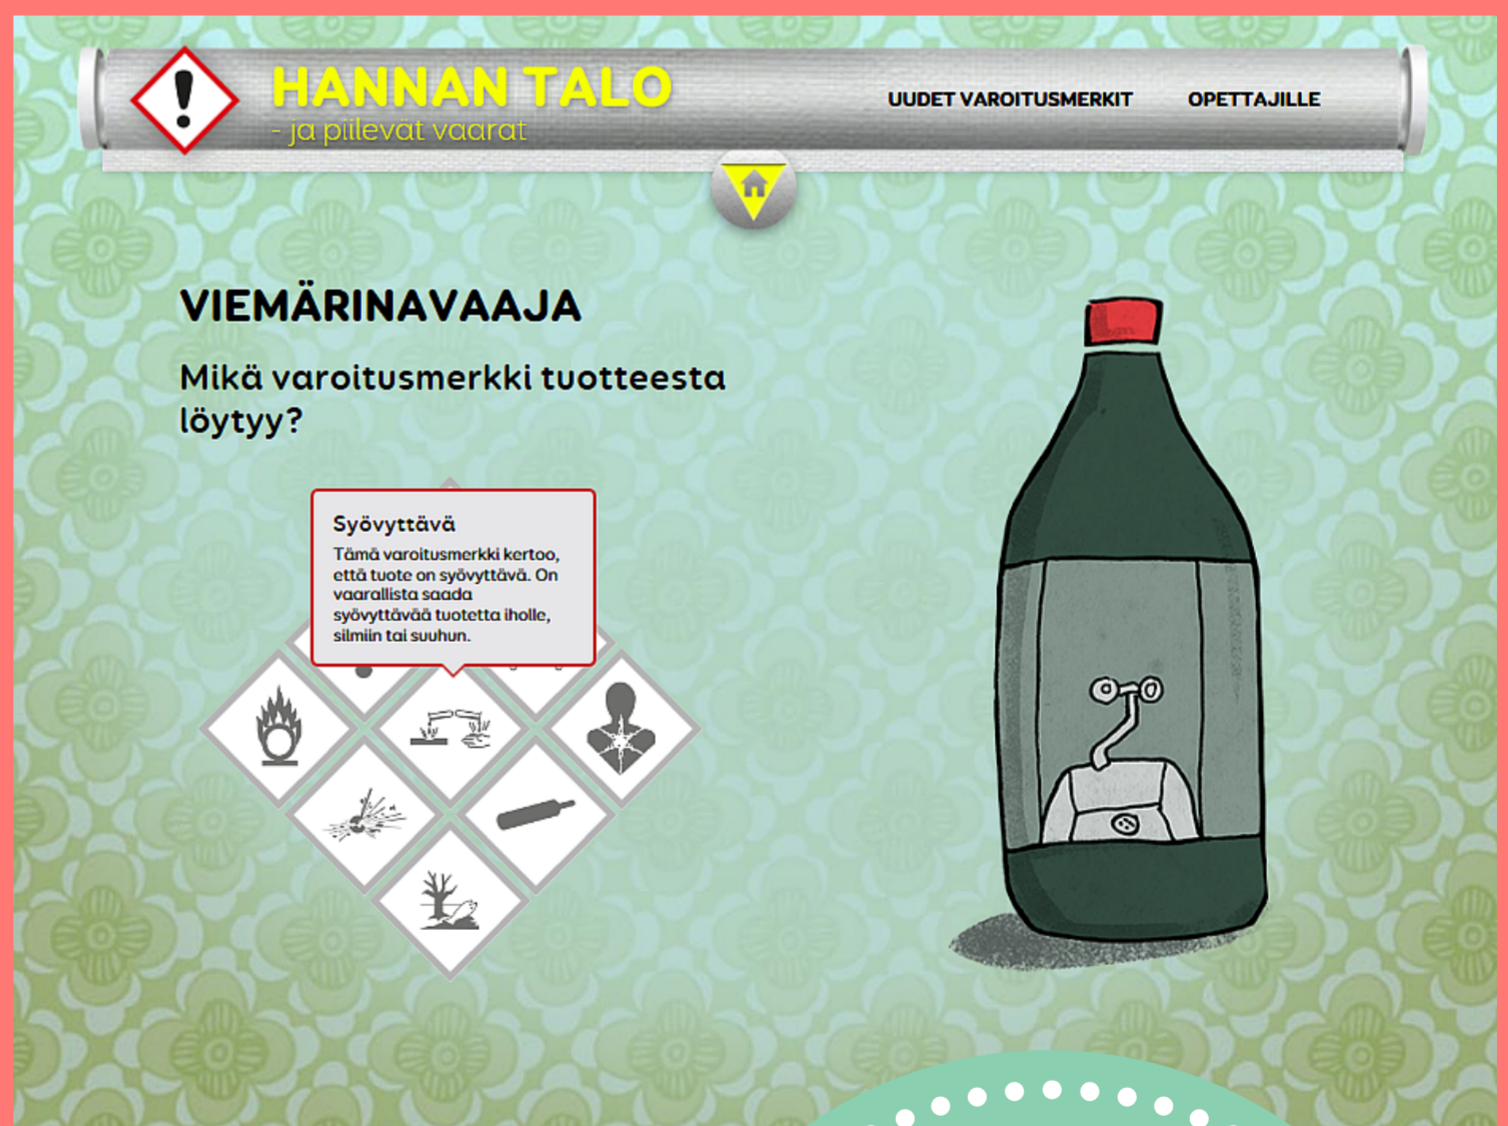 HANNAN TALO
- ja piilevät vaarat
UUDET VAROITUSMERKIT
OPETTAJILLE
VIEMÄRINAVAAJA
Mikä varoitusmerkki tuotteesta
löytyy?
Syövyttävä
Tämä varoitusmerkki kertoo,
että tuote on syövyttävä. On
vaarallista saada
syövyttävää tuotetta iholle,
silmiin tai suuhun.